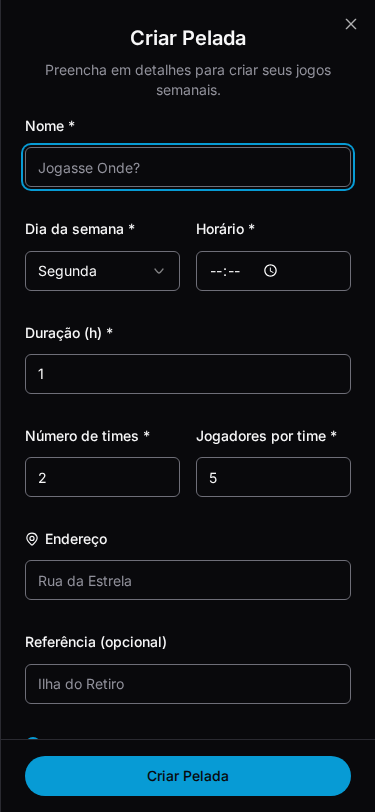 Criar Pelada
Preencha em detalhes para criar seus jogos
semanais.
Nome *
Jogasse Onde?
Dia da semana * Horário *
Segunda --:--
Duração (h) *
1
Número de times * Jogadores por time *
2 5
Endereço
Rua da Estrela
Referência (opcional)
Ilha do Retiro
Criar Pelada